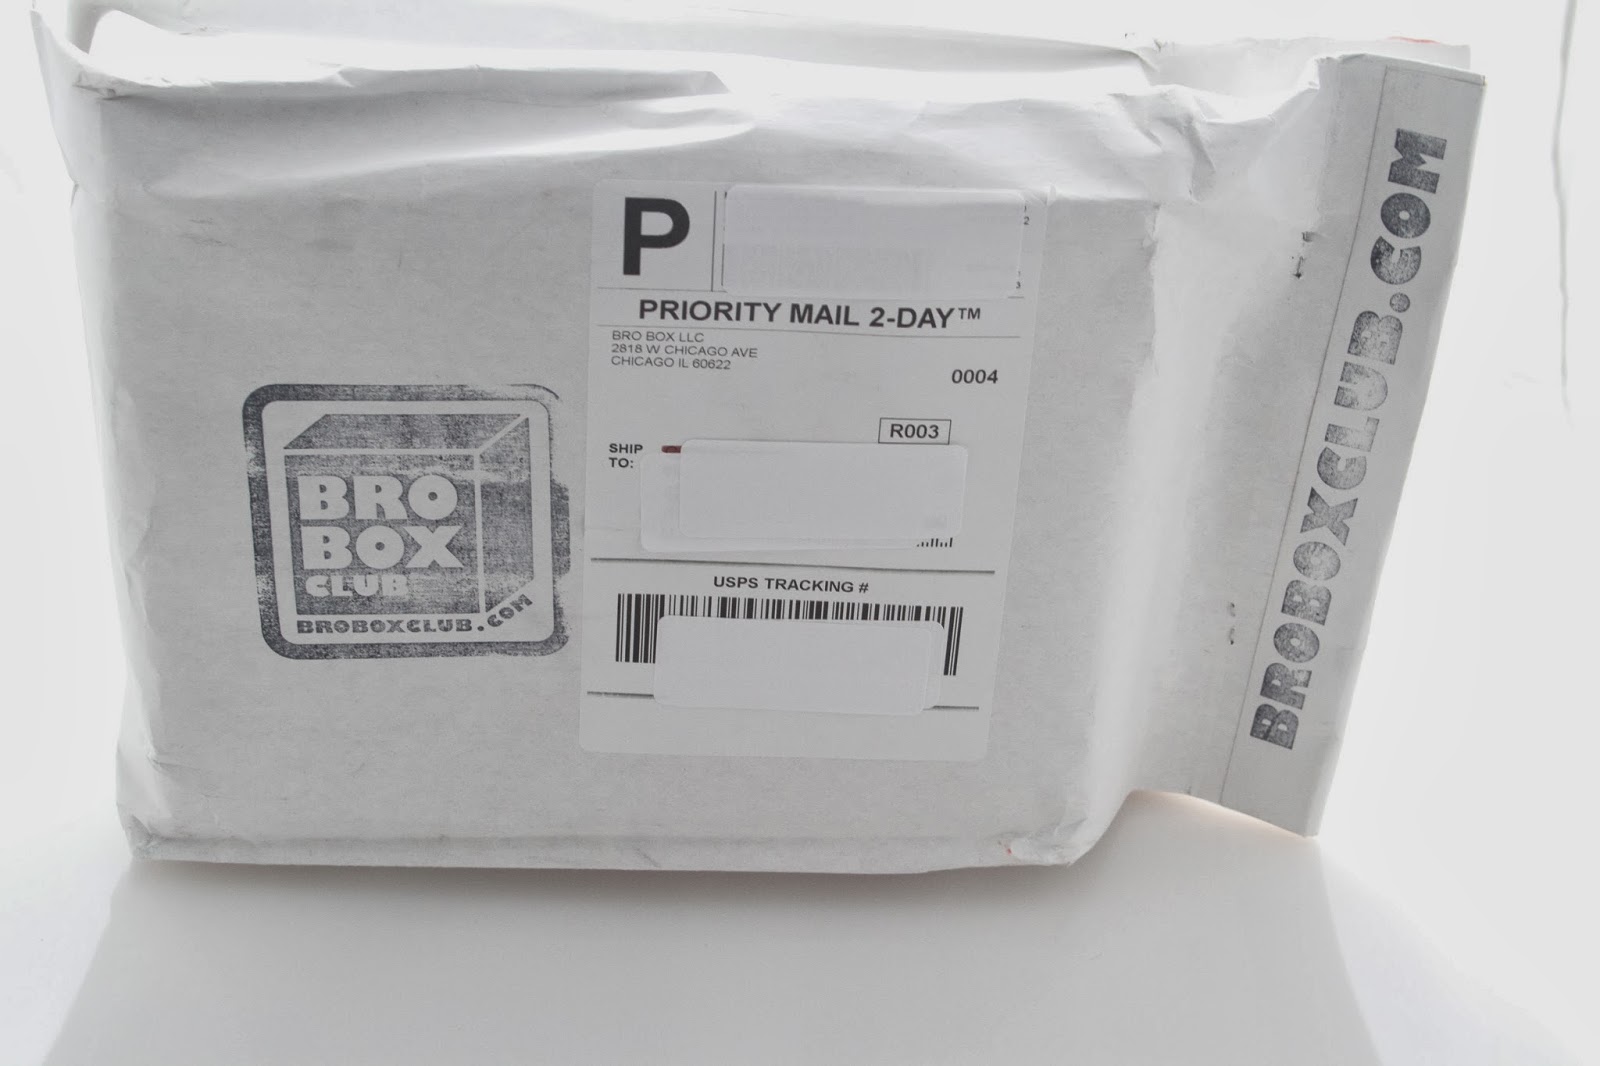 P
PRIORITY MAIL 2-DAY™
BRO BOX LLC
2818 W CHICAGO AVE
CHICAGO IL 60622
0004
R003
SHIP
TO:
USPS TRACKING #
BRO
BOX
CLUB
BROBOXCLUB.COM
BROBOXCLUB.COM